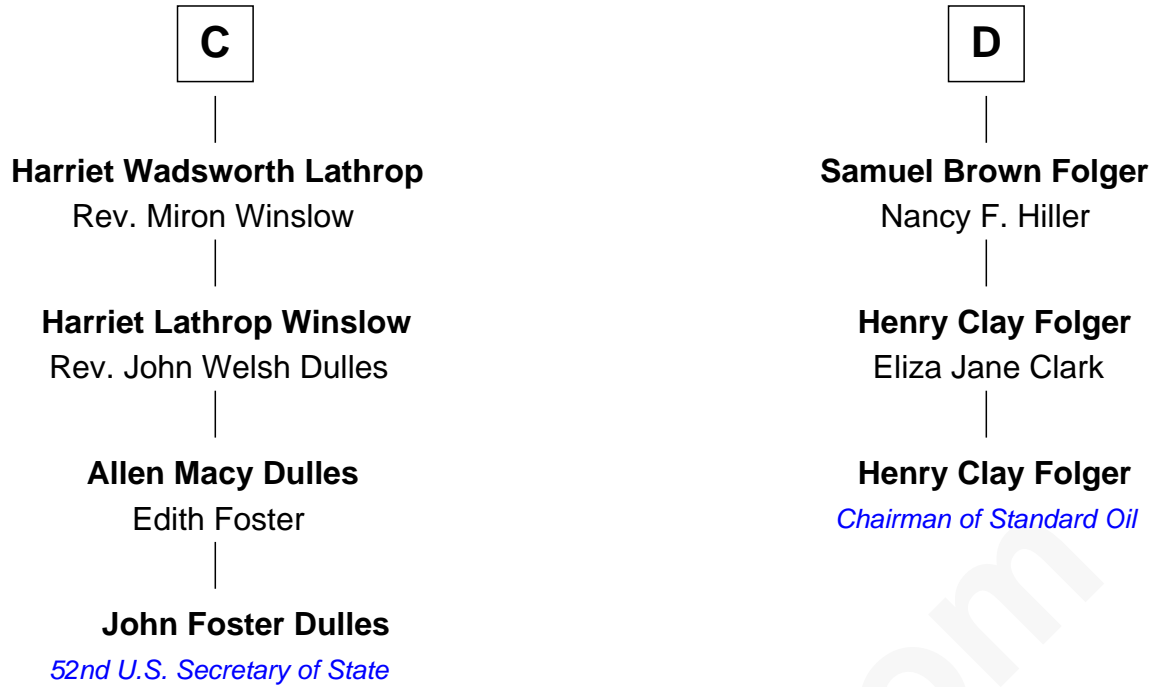 C
Harriet Wadsworth Lathrop
Rev. Miron Winslow
Harriet Lathrop Winslow
Rev. John Welsh Dulles
Allen Macy Dulles
Edith Foster
John Foster Dulles
52nd U.S. Secretary of State
D
Samuel Brown Folger
Nancy F. Hiller
Henry Clay Folger
Eliza Jane Clark
Henry Clay Folger
Chairman of Standard Oil
om